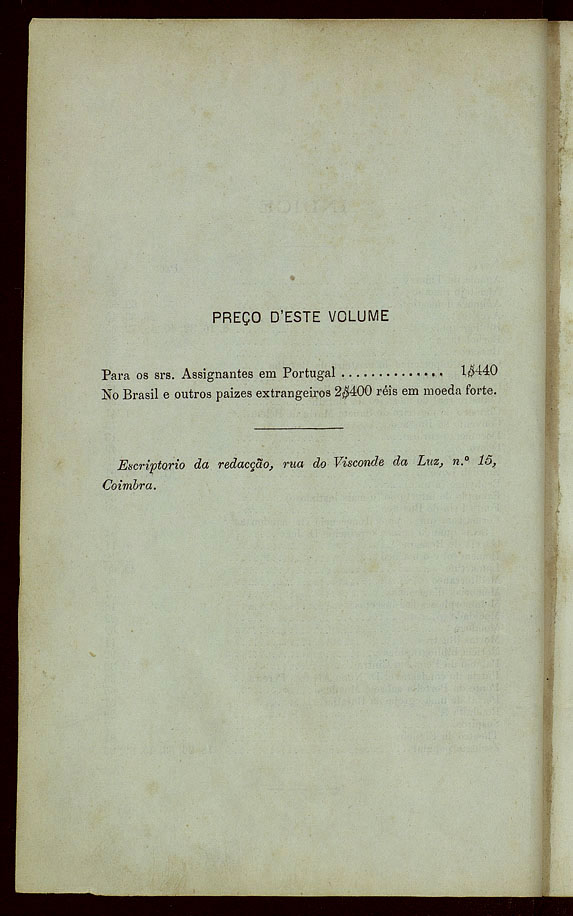 PREÇO D'ESTE VOLUME
Para os srs. Assignantes em Portugal .............. 1$440
No Brasil e outros paizes extrangeiros 2$400 réis em moeda forte.
Escriptorio da redacção, rua do Visconde da Luz, n.º 15,
Coimbra.